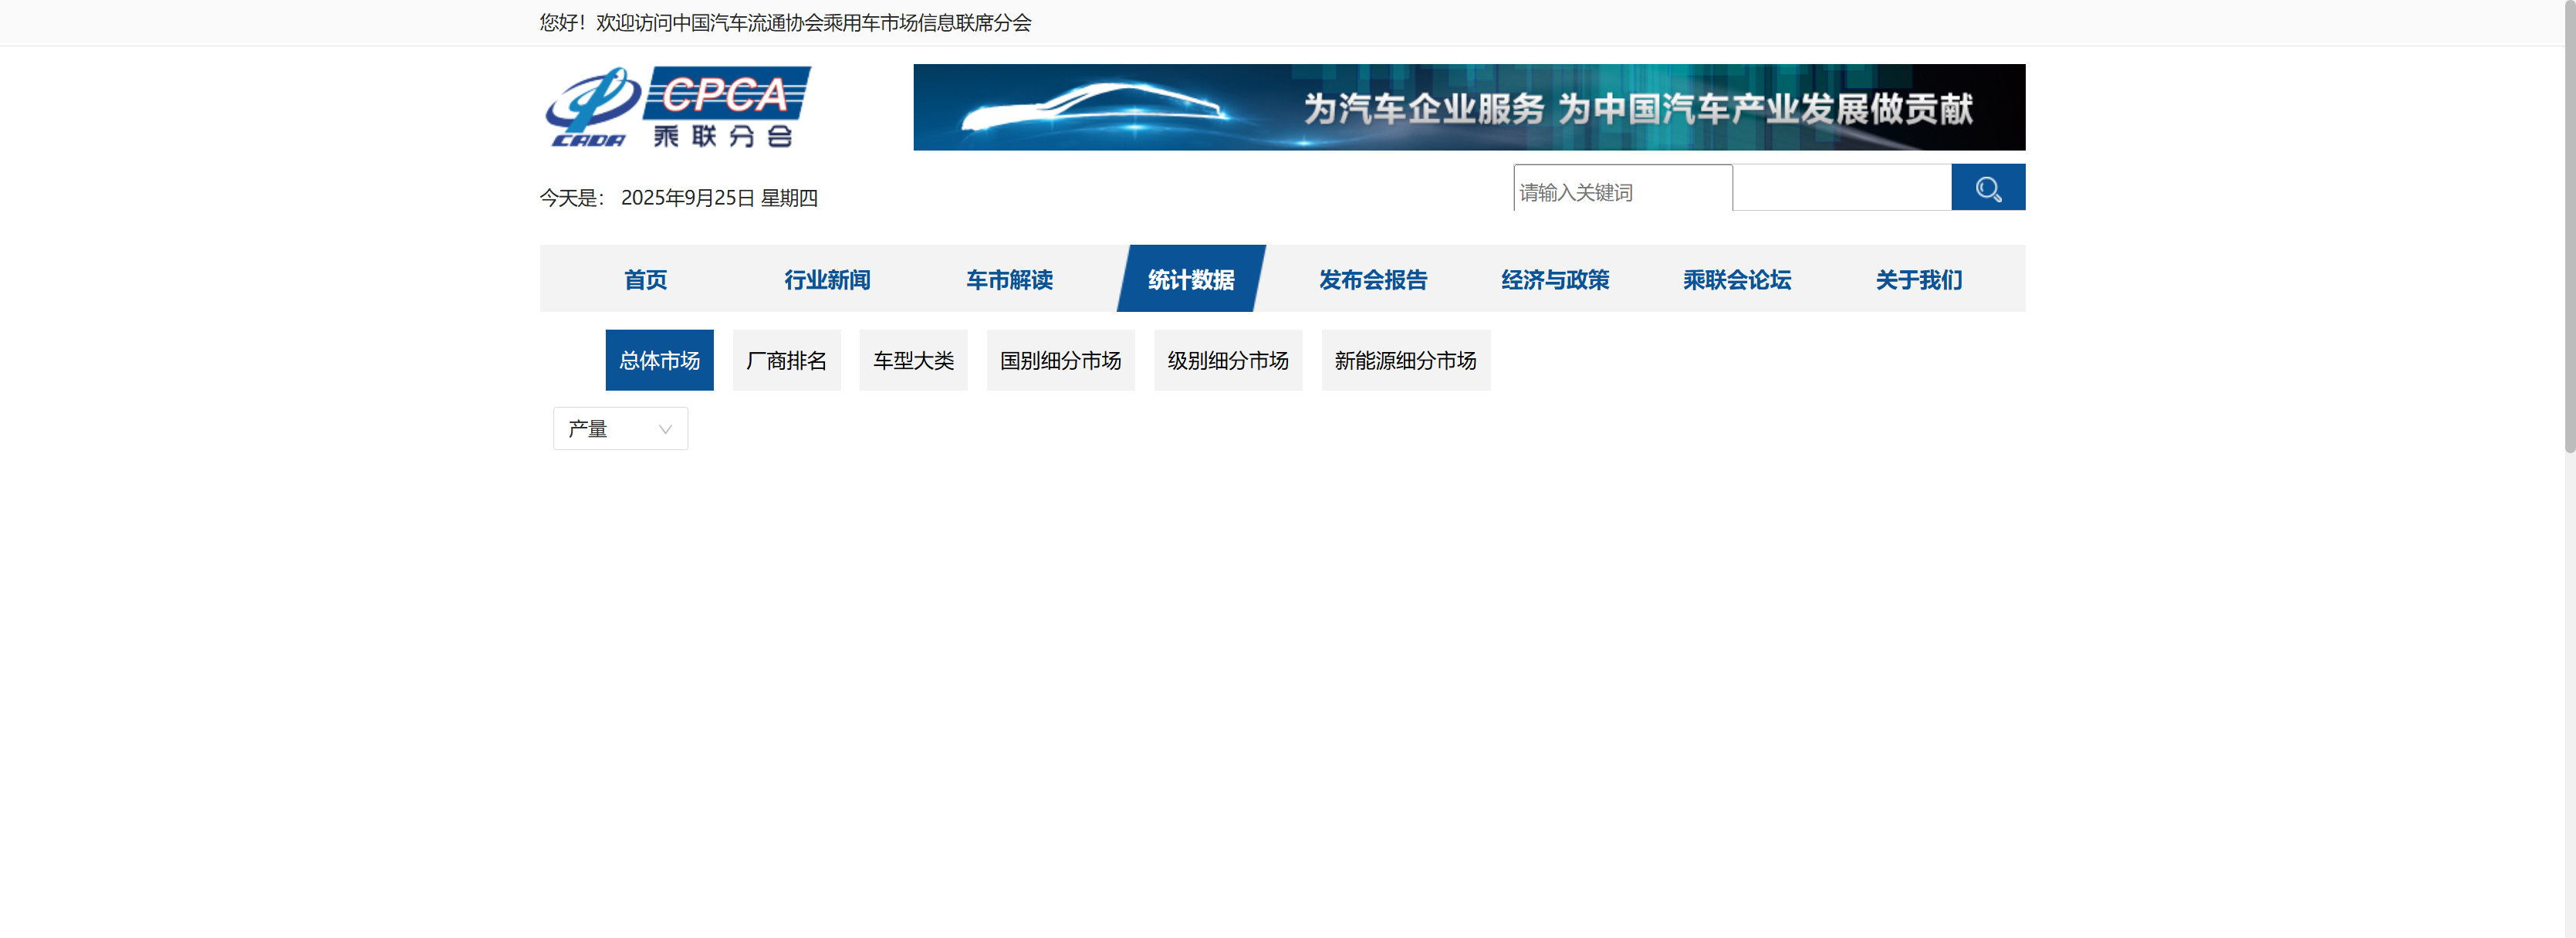 您好！欢迎访问中国汽车流通协会乘用车市场信息联席分会
CPCA
CADA
乘联分会
为汽车企业服务 为中国汽车产业发展做贡献
今天是： 2025年9月25日 星期四
请输入关键词
首页 行业新闻 车市解读 统计数据 发布会报告 经济与政策 乘联会论坛 关于我们
总体市场 厂商排名 车型大类 国别细分市场 级别细分市场 新能源细分市场
产量